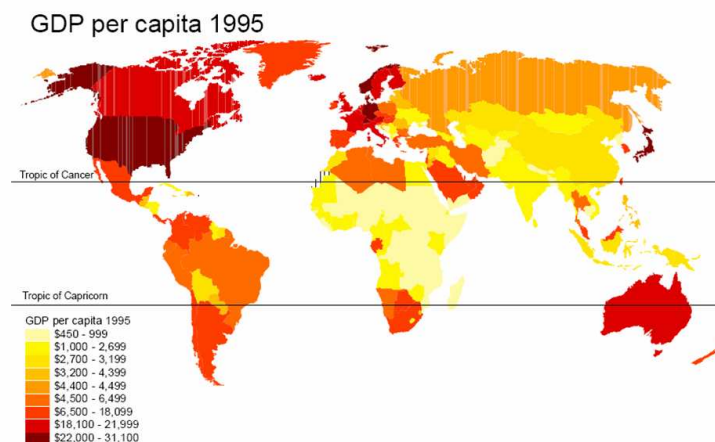 GDP per capita 1995
Tropic of Cancer
Tropic of Capricorn
GDP per capita 1995
$450 - 999
$1,000 - 2,699
$2,700 - 3,199
$3,200 - 4,399
$4,400 - 4,499
$4,500 - 6,499
$6,500 - 18,099
$18,100 - 21,999
$22,000 - 31,100